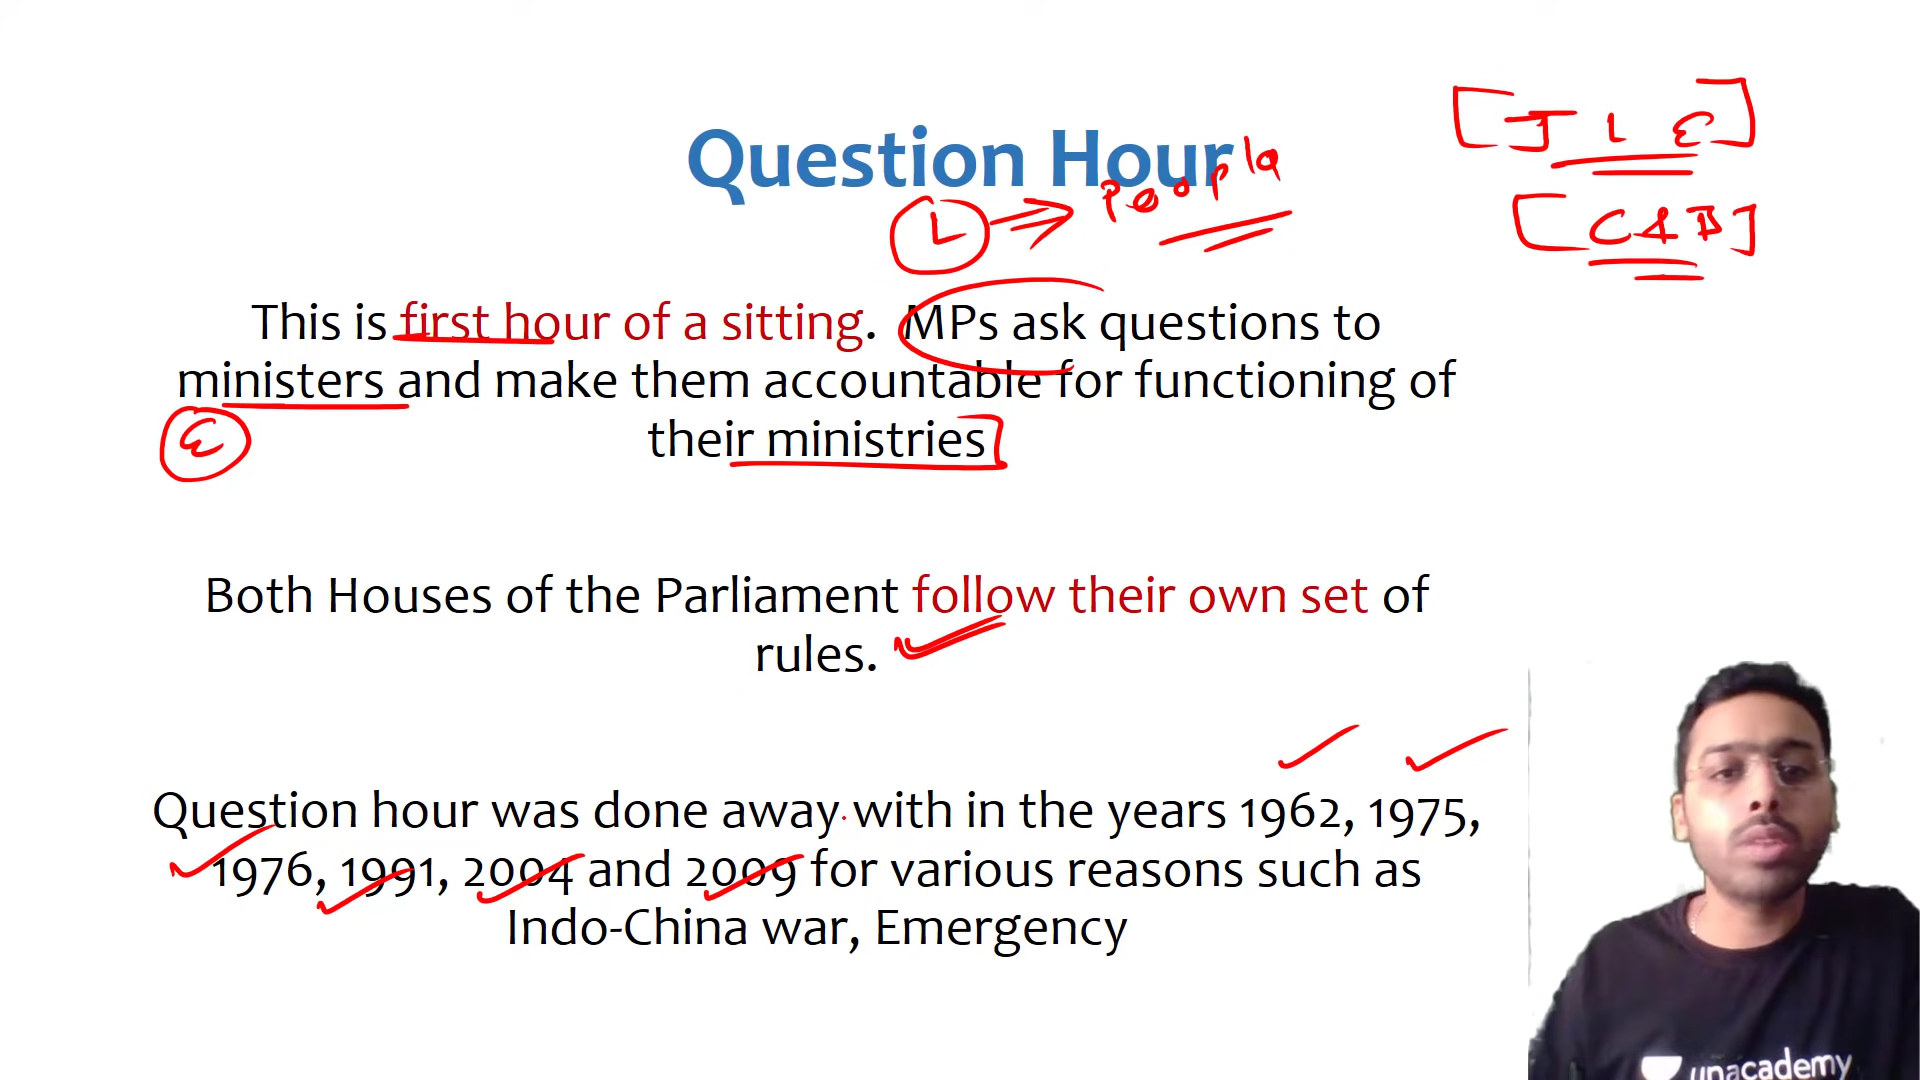 Question Hour
J L E
C & B
L ⇒ People
This is first hour of a sitting. MPs ask questions to
ministers and make them accountable for functioning of
E
their ministries
Both Houses of the Parliament follow their own set of
rules.
Question hour was done away with in the years 1962, 1975,
1976, 1991, 2004 and 2009 for various reasons such as
Indo-China war, Emergency
unacademy